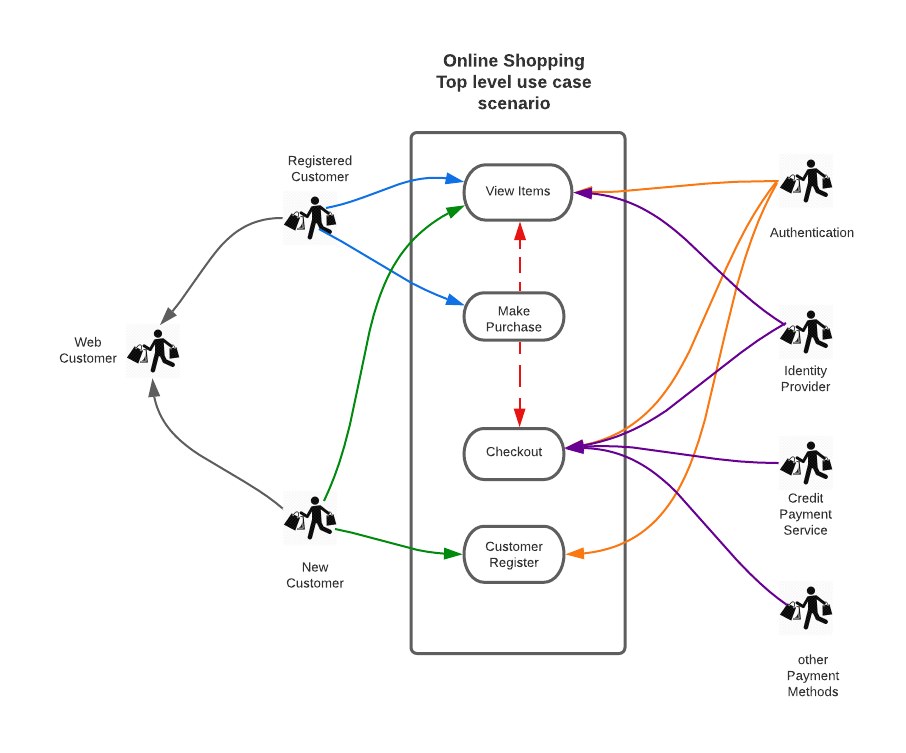 Online Shopping
Top level use case
scenario
Registered
Customer
View Items
Authentication
Make
Purchase
Web
Customer
Identity
Provider
Checkout
Credit
Payment
Service
Customer
Register
New
Customer
other
Payment
Methods